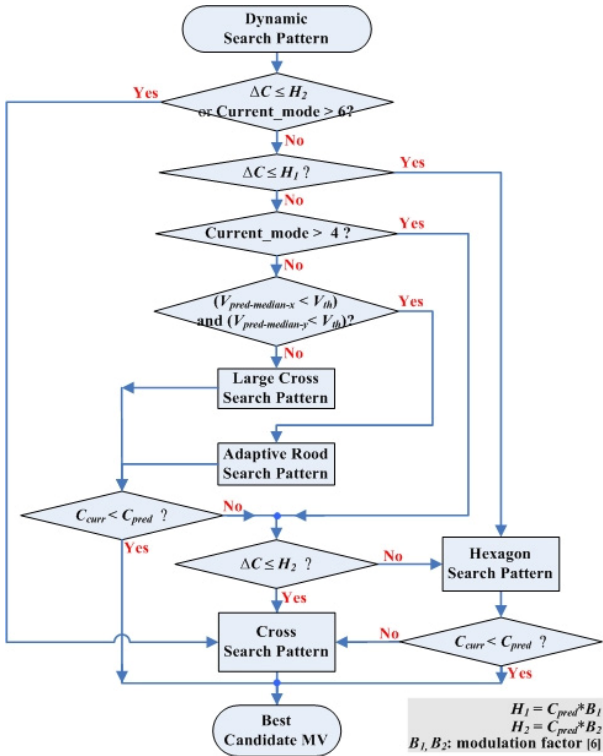 Dynamic
Search Pattern
Yes
ΔC ≤ H2
or Current_mode > 6?
No
ΔC ≤ H1 ?
Yes
No
Current_mode > 4 ?
Yes
No
(Vpred-median-x < Vth)
and (Vpred-median-y< Vth)?
Yes
No
Large Cross
Search Pattern
Adaptive Rood
Search Pattern
Ccurr < Cpred ?
No
Yes
ΔC ≤ H2 ?
No
Yes
Hexagon
Search Pattern
Cross
Search Pattern
No
Ccurr < Cpred ?
Yes
Best
Candidate MV
H1 = Cpred*B1
H2 = Cpred*B2
B1, B2: modulation factor [6]